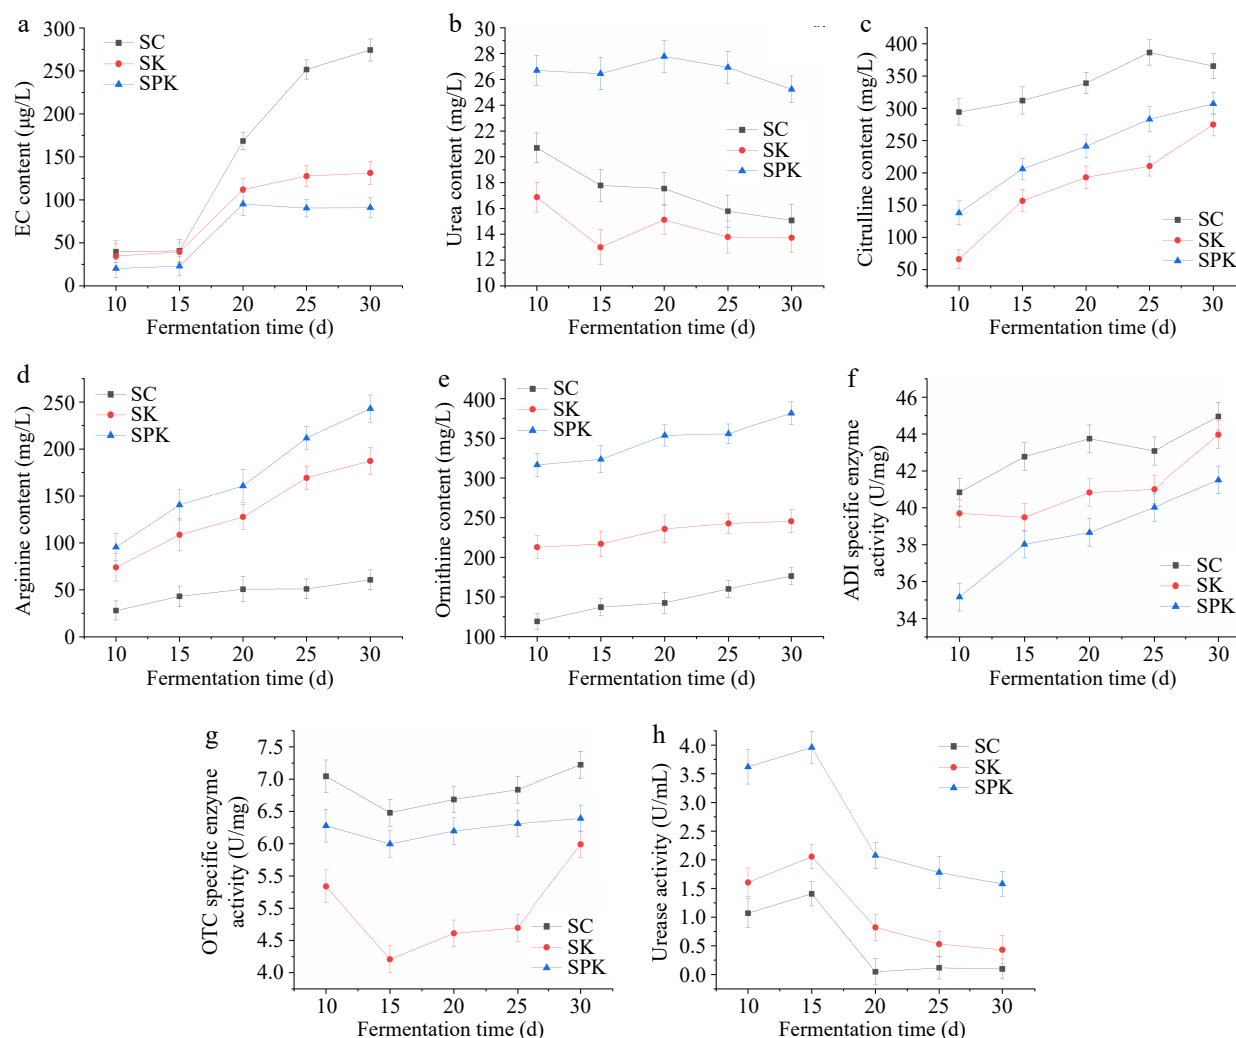 a
EC content (μg/L)
300
250
200
150
100
50
0
SC
SK
SPK
10 15 20 25 30
Fermentation time (d)
b
Urea content (mg/L)
30
28
26
24
22
20
18
16
14
12
10
SC
SK
SPK
10 15 20 25 30
Fermentation time (d)
c
Citrulline content (mg/L)
400
350
300
250
200
150
100
50
SC
SK
SPK
10 15 20 25 30
Fermentation time (d)
d
Arginine content (mg/L)
250
200
150
100
50
0
SC
SK
SPK
10 15 20 25 30
Fermentation time (d)
e
Ornithine content (mg/L)
400
350
300
250
200
150
100
SC
SK
SPK
10 15 20 25 30
Fermentation time (d)
f
ADI specific enzyme
activity (U/mg)
45
44
41
40
38
35
34
SC
SK
SPK
10 15 20 25 30
Fermentation time (d)
g
OTC specific enzyme
activity (U/mg)
7.5
7.0
6.5
6.0
5.5
5.5
4.5
4.0
SC
SK
SPK
10 15 20 25 30
Fermentation time (d)
h
Urease activity (U/mL)
4.0
3.5
3.0
2.5
2.0
1.5
1.0
0.5
0.0
SC
SK
SPK
10 15 20 25 30
Fermentation time (d)